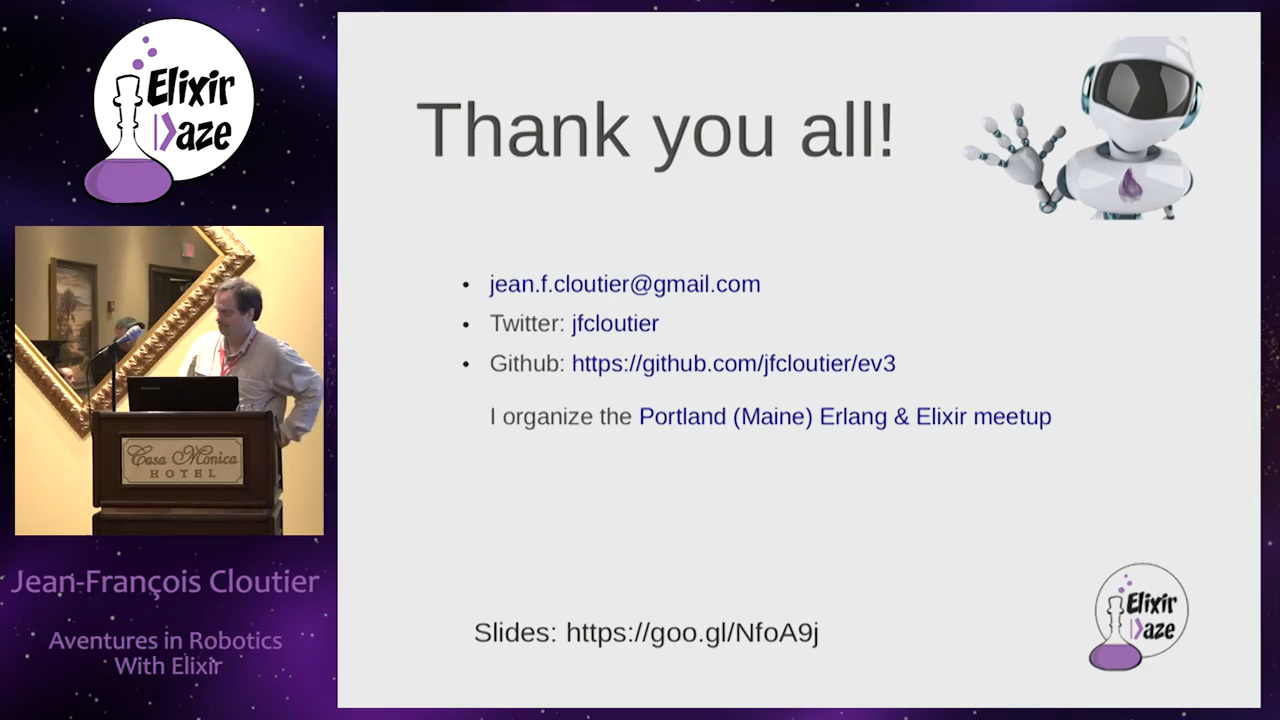 Elixir
Daze
Casa Monica
HOTEL
Jean-François Cloutier
Aventures in Robotics
With Elixir
Thank you all!
• jean.f.cloutier@gmail.com
• Twitter: jfcloutier
• Github: https://github.com/jfcloutier/ev3
I organize the Portland (Maine) Erlang & Elixir meetup
Slides: https://goo.gl/NfoA9j
Elixir
Daze